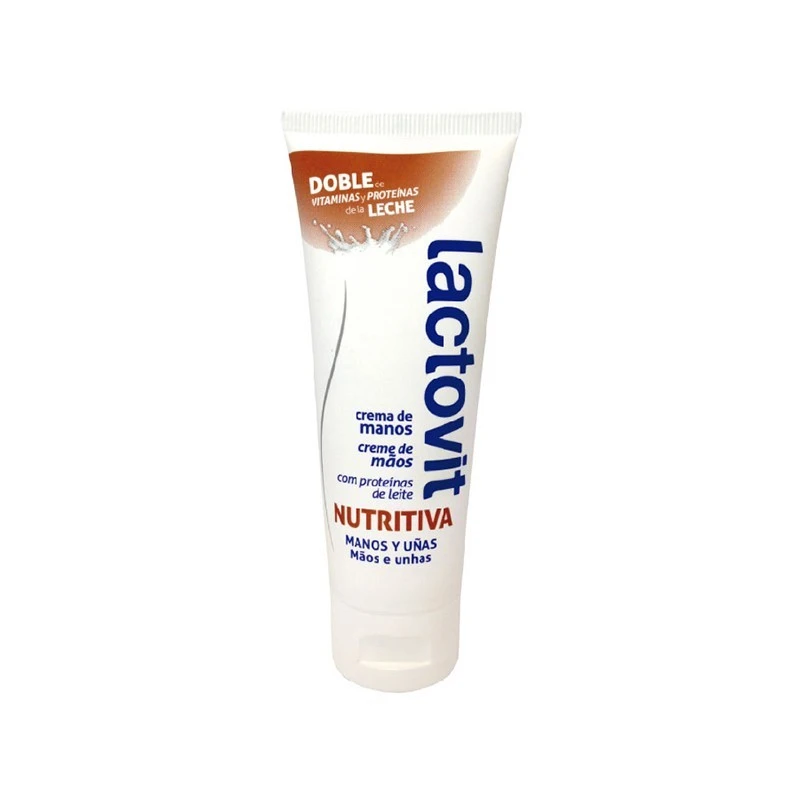 DOBLE de
VITAMINAS y PROTEÍNAS
de la LECHE
Lactovit
crema de
manos
creme de
mãos
com proteínas
de leite
NUTRITIVA
MANOS Y UÑAS
Mãos e unhas